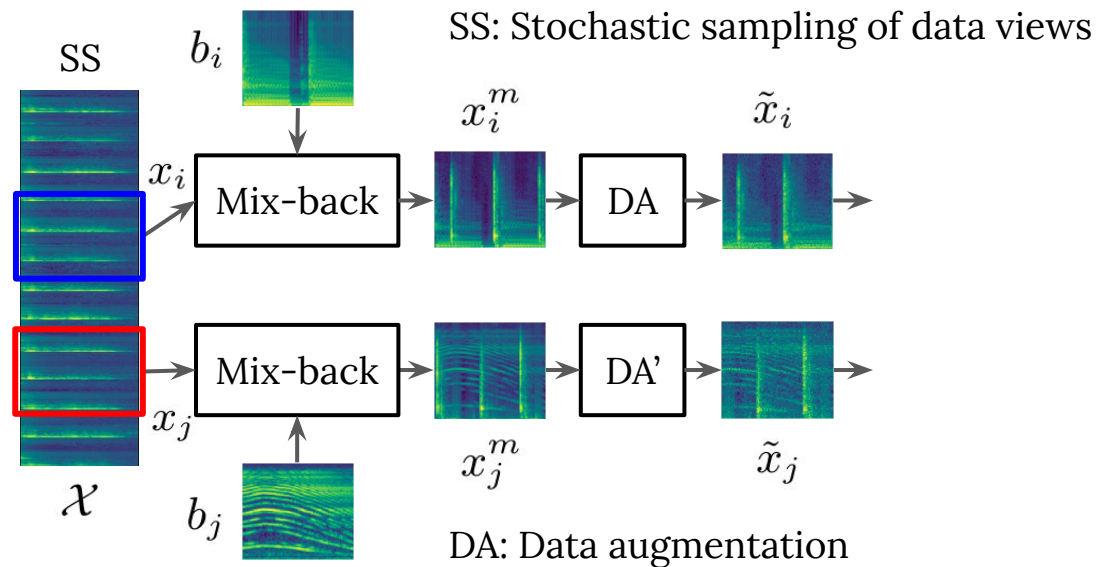 SS: Stochastic sampling of data views
SS
b_i
x_i^m
x̃_i
x_i
Mix-back
DA
Mix-back
DA'
x_j
x_j^m
x̃_j
𝒳
b_j
DA: Data augmentation